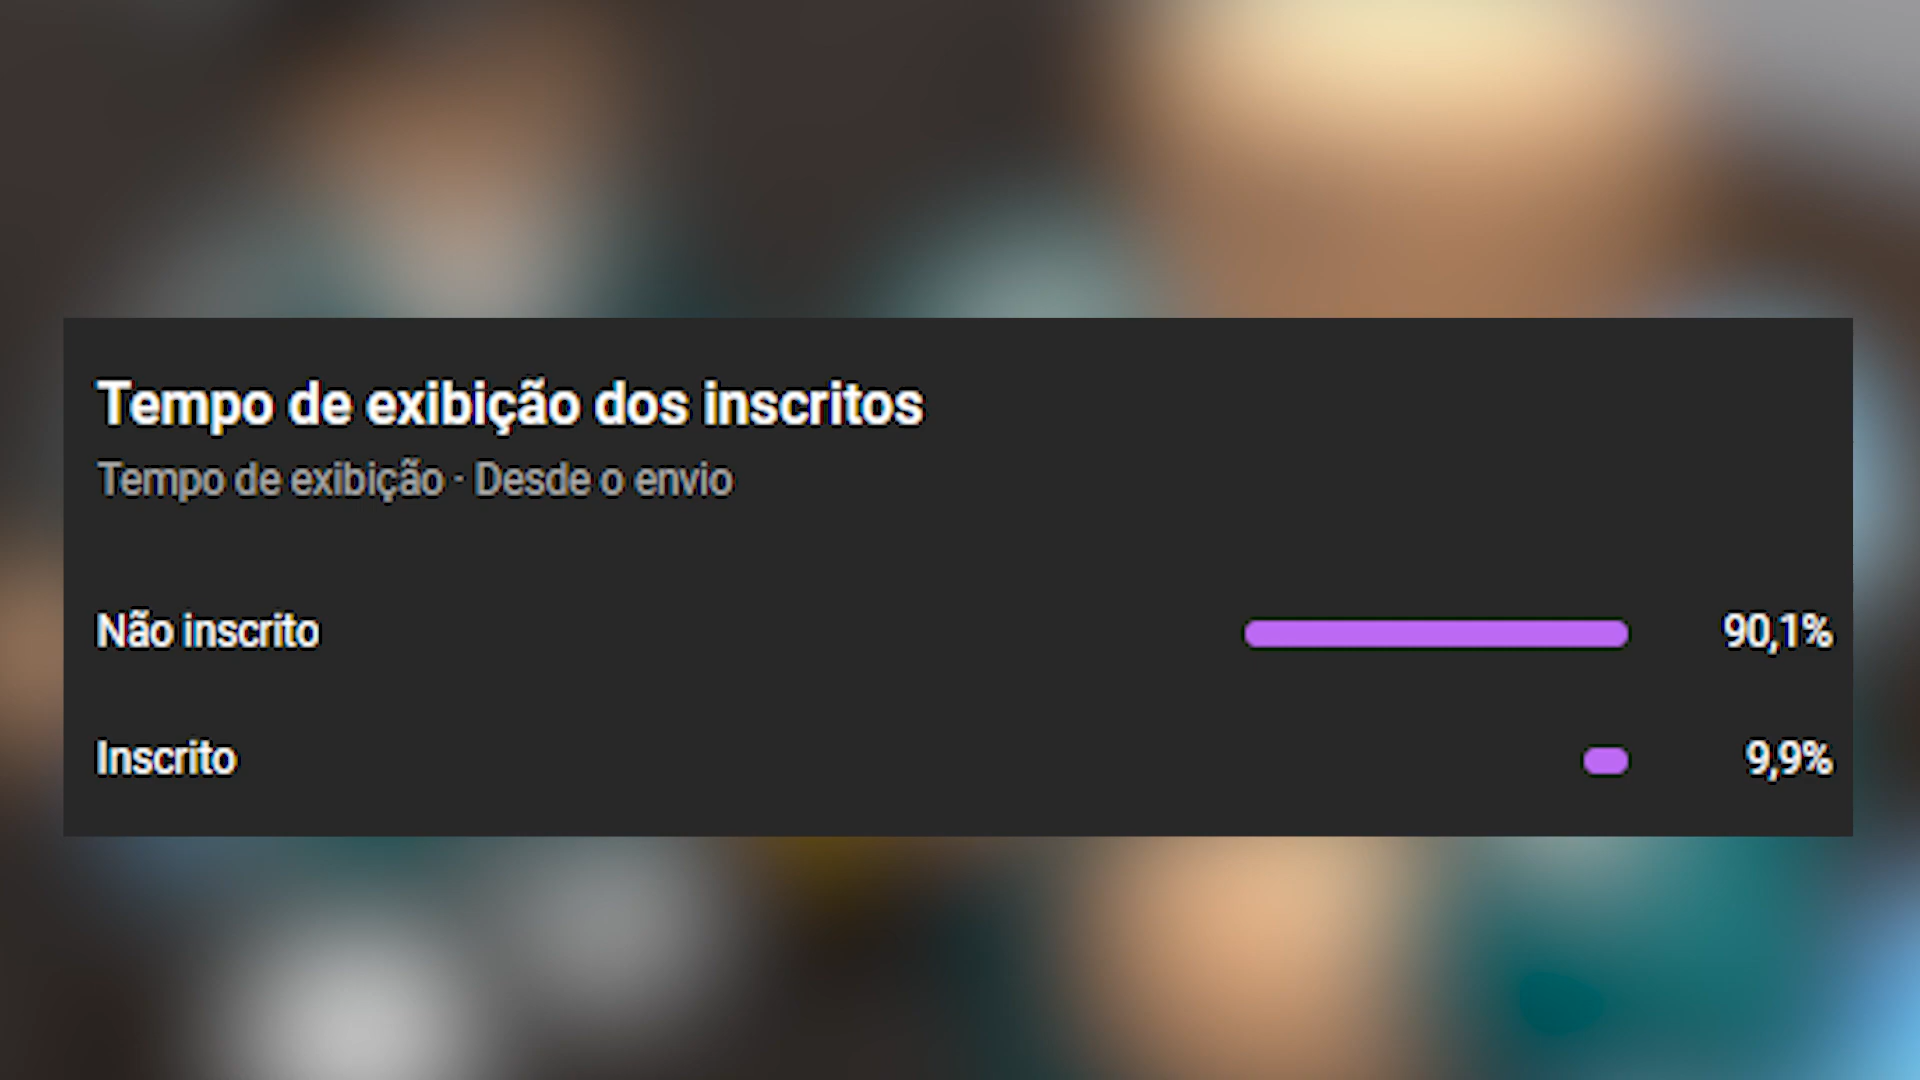 Tempo de exibição dos inscritos
Tempo de exibição · Desde o envio
Não inscrito 90,1%
Inscrito 9,9%